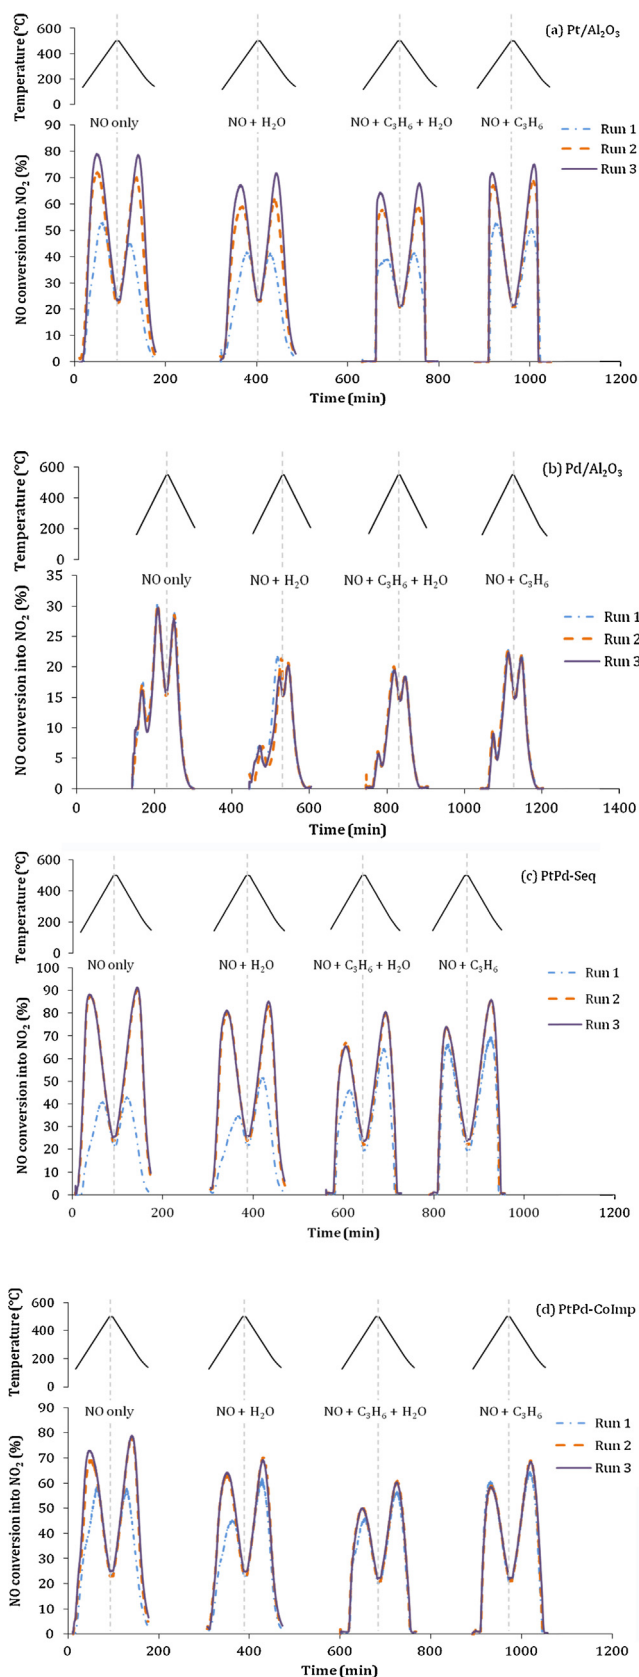 (a) Pt/Al₂O₃
Temperature (°C)
600
400
200
0
NO only
NO + H₂O
NO + C₃H₆ + H₂O
NO + C₃H₆
NO conversion into NO₂ (%)
90
80
70
60
50
40
30
20
10
0
Run 1
Run 2
Run 3
0 200 400 600 800 1000 1200
Time (min)
(b) Pd/Al₂O₃
Temperature (°C)
600
400
200
0
NO only
NO + H₂O
NO + C₃H₆ + H₂O
NO + C₃H₆
NO conversion into NO₂ (%)
35
30
25
20
15
10
5
0
Run 1
Run 2
Run 3
0 200 400 600 800 1000 1200 1400
Time (min)
(c) PtPd-Seq
Temperature (°C)
600
400
200
0
NO only
NO + H₂O
NO + C₃H₆ + H₂O
NO + C₃H₆
NO conversion into NO₂ (%)
100
90
80
70
60
50
40
30
20
10
0
Run 1
Run 2
Run 3
0 200 400 600 800 1000 1200
Time (min)
(d) PtPd-CoImp
Temperature (°C)
600
400
200
0
NO only
NO + H₂O
NO + C₃H₆ + H₂O
NO + C₃H₆
NO conversion into NO₂ (%)
90
80
70
60
50
40
30
20
10
0
Run 1
Run 2
Run 3
0 200 400 600 800 1000 1200
Time (min)